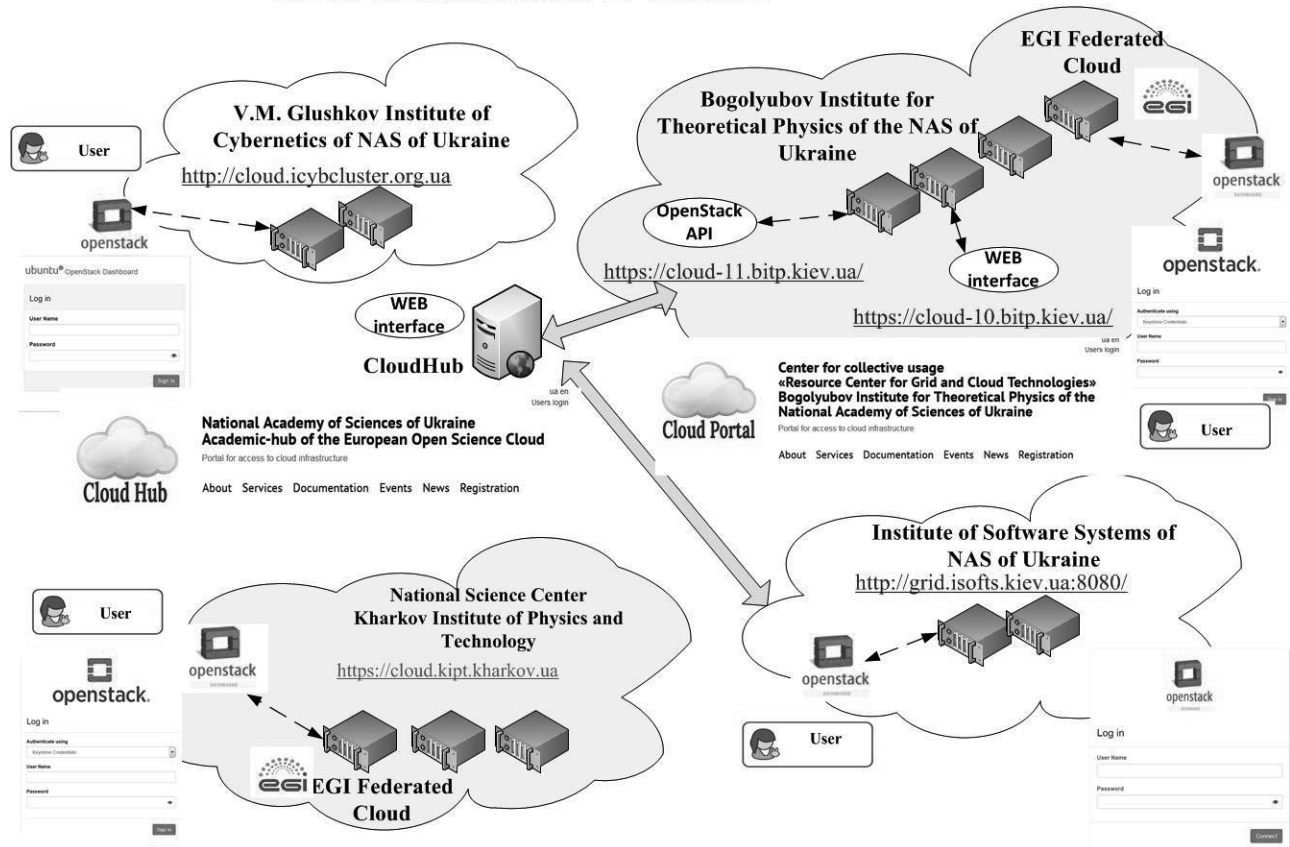 EGI Federated
Cloud
egi
V.M. Glushkov Institute of
Cybernetics of NAS of Ukraine
http://cloud.icybcluster.org.ua
User
openstack
Bogolyubov Institute for
Theoretical Physics of the NAS of
Ukraine
openstack
DASHBOARD
OpenStack
API
https://cloud-11.bitp.kiev.ua/
WEB
interface
https://cloud-10.bitp.kiev.ua/
ubuntu® OpenStack Dashboard
Log in
User Name
Password
Sign In
WEB
interface
CloudHub
ua en
Users login
openstack.
Log in
Authenticate using
Keystone Credentials
User Name
Password
Sign In
User
National Academy of Sciences of Ukraine
Academic-hub of the European Open Science Cloud
Portal for access to cloud infrastructure
About Services Documentation Events News Registration
Cloud Hub
ua en
Users login
Center for collective usage
«Resource Center for Grid and Cloud Technologies»
Bogolyubov Institute for Theoretical Physics of the
National Academy of Sciences of Ukraine
Portal for access to cloud infrastructure
About Services Documentation Events News Registration
Cloud Portal
User
National Science Center
Kharkov Institute of Physics and
Technology
https://cloud.kipt.kharkov.ua
openstack
DASHBOARD
egi
EGI Federated
Cloud
openstack.
Log in
Authenticate using
Keystone Credentials
User Name
Password
Sign In
Institute of Software Systems of
NAS of Ukraine
http://grid.isofts.kiev.ua:8080/
openstack
DASHBOARD
User
openstack
DASHBOARD
Log in
User Name
Password
Connect